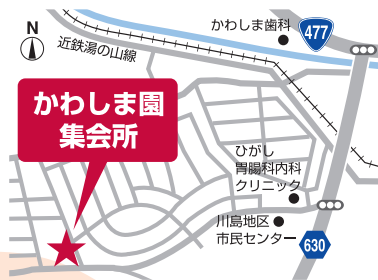 かわしま歯科
477
N
近鉄湯の山線
かわしま園
集会所
ひがし
胃腸科内科
クリニック
川島地区
市民センター
630